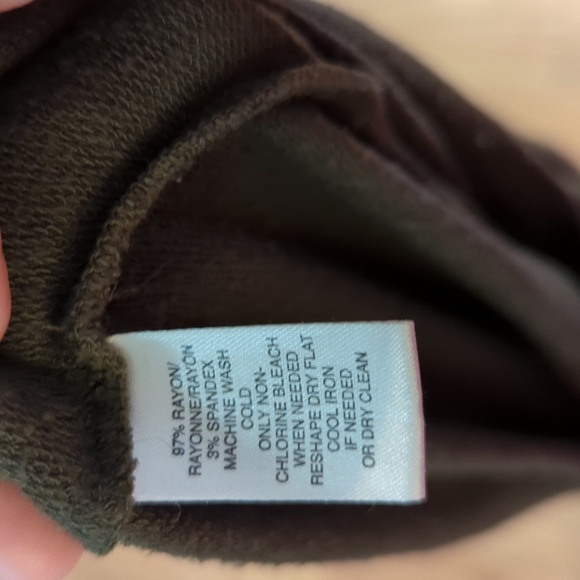 97% RAYON/
RAYONNE/RAYON
3% SPANDEX
MACHINE WASH
COLD
ONLY NON-
CHLORINE BLEACH
WHEN NEEDED
RESHAPE DRY FLAT
COOL IRON
IF NEEDED
OR DRY CLEAN